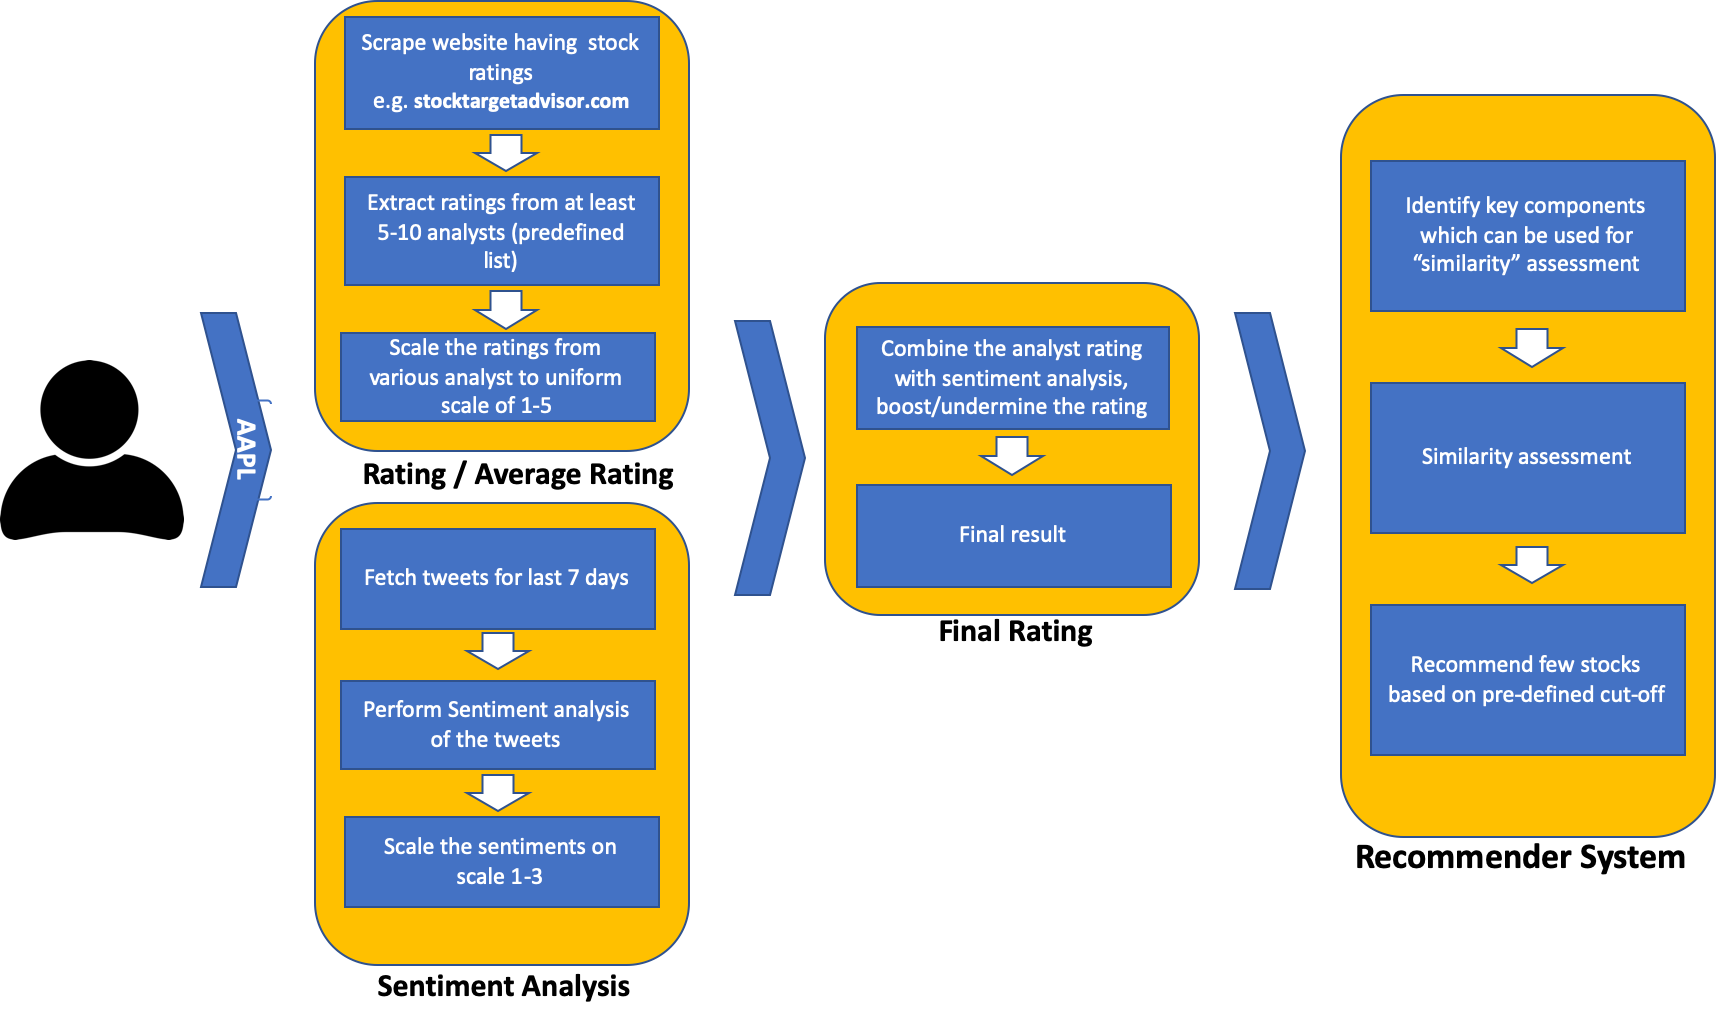 Scrape website having stock
ratings
e.g. stocktargetadvisor.com
Extract ratings from at least
5-10 analysts (predefined
list)
Scale the ratings from
various analyst to uniform
scale of 1-5
Rating / Average Rating
AAPL
Fetch tweets for last 7 days
Perform Sentiment analysis
of the tweets
Scale the sentiments on
scale 1-3
Sentiment Analysis
Combine the analyst rating
with sentiment analysis,
boost/undermine the rating
Final result
Final Rating
Identify key components
which can be used for
“similarity” assessment
Similarity assessment
Recommend few stocks
based on pre-defined cut-off
Recommender System